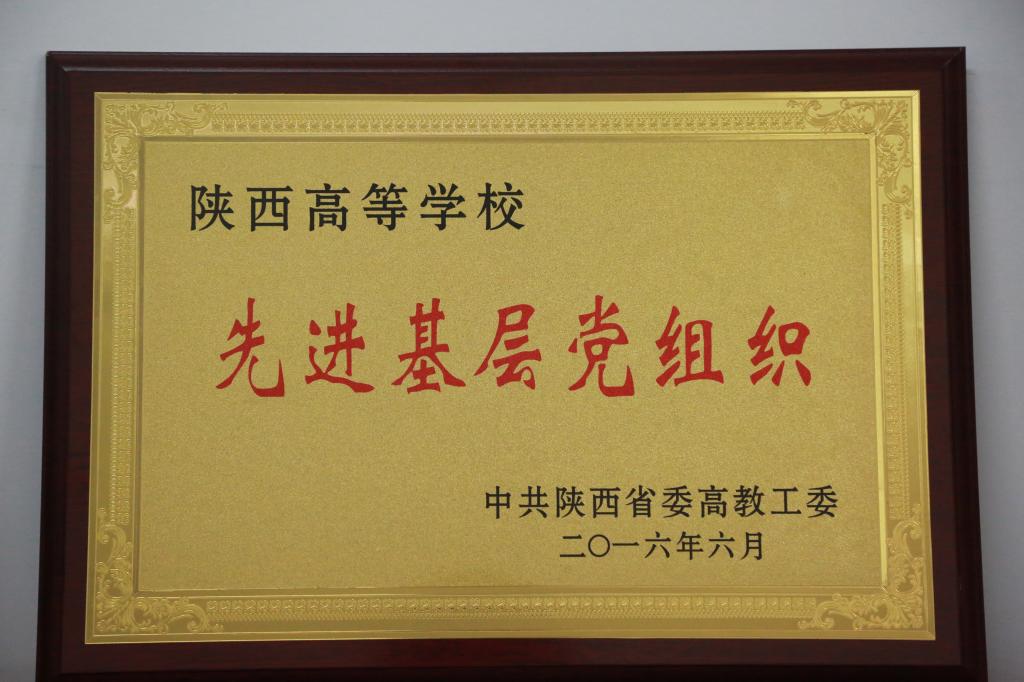 陕西高等学校
先进基层党组织
中共陕西省委高教工委
二〇一六年六月